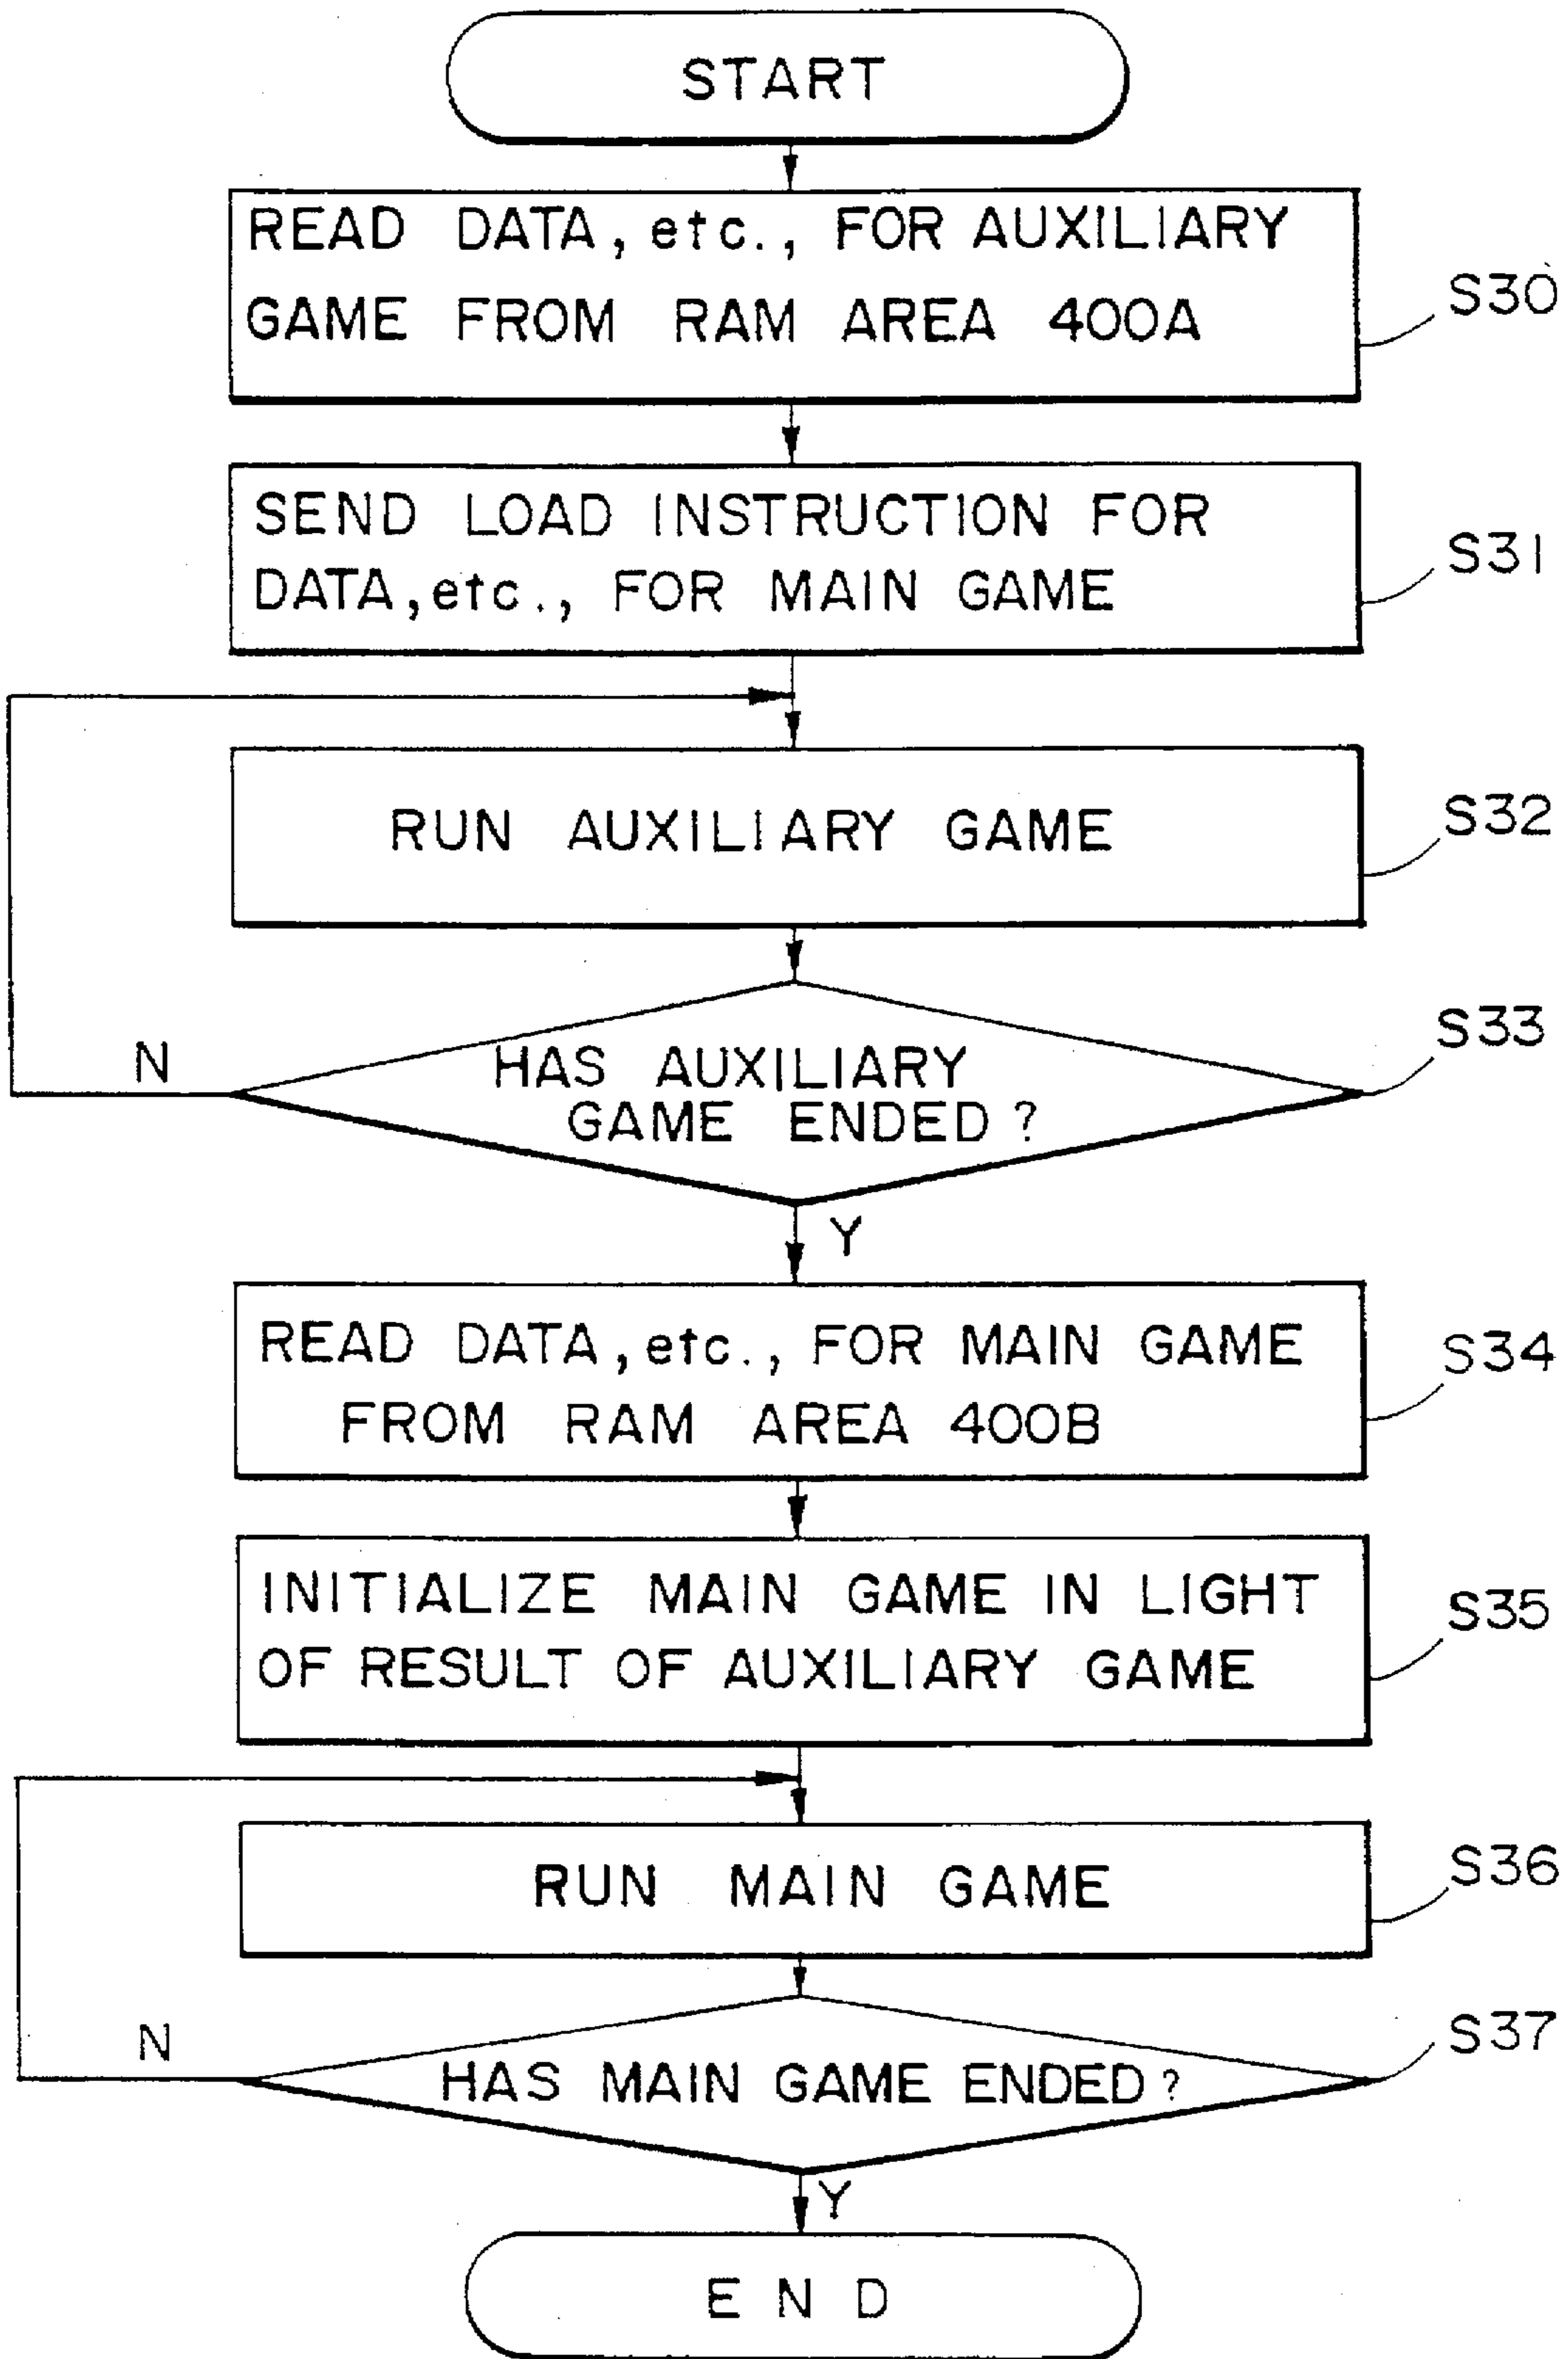 START
READ DATA, etc., FOR AUXILIARY
GAME FROM RAM AREA 400A
S30
SEND LOAD INSTRUCTION FOR
DATA, etc., FOR MAIN GAME
S31
RUN AUXILIARY GAME
S32
HAS AUXILIARY
GAME ENDED?
S33
N
Y
READ DATA, etc., FOR MAIN GAME
FROM RAM AREA 400B
S34
INITIALIZE MAIN GAME IN LIGHT
OF RESULT OF AUXILIARY GAME
S35
RUN MAIN GAME
S36
HAS MAIN GAME ENDED?
S37
N
Y
END